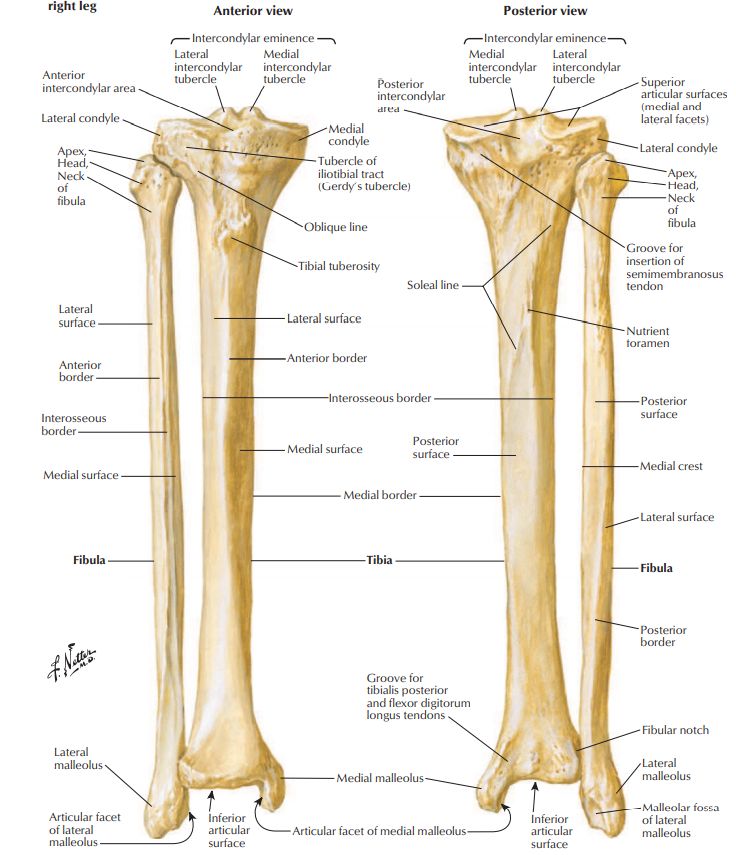 right leg
Anterior view
Posterior view
Intercondylar eminence
Lateral
intercondylar
tubercle
Medial
intercondylar
tubercle
Anterior
intercondylar area
Lateral condyle
Apex,
Head,
Neck
of
fibula
Medial
condyle
Tubercle of
iliotibial tract
(Gerdy's tubercle)
Oblique line
Tibial tuberosity
Lateral
surface
Lateral surface
Anterior border
Anterior
border
Interosseous border
Interosseous
border
Medial surface
Medial surface
Medial border
Fibula
Tibia
F. Netter
M.D.
Lateral
malleolus
Articular facet
of lateral
malleolus
Inferior
articular
surface
Medial malleolus
Articular facet of medial malleolus
Intercondylar eminence
Medial
intercondylar
tubercle
Lateral
intercondylar
tubercle
Posterior
intercondylar
area
Superior
articular surfaces
(medial and
lateral facets)
Lateral condyle
Apex,
Head,
Neck
of
fibula
Groove for
insertion of
semimembranosus
tendon
Soleal line
Nutrient
foramen
Posterior
surface
Posterior
surface
Medial crest
Lateral surface
Fibula
Posterior
border
Groove for
tibialis posterior
and flexor digitorum
longus tendons
Fibular notch
Lateral
malleolus
Malleolar fossa
of lateral
malleolus
Inferior
articular
surface